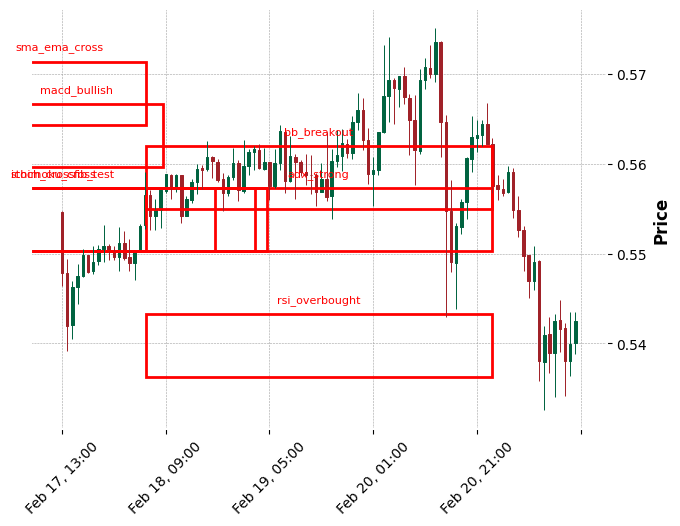 sma_ema_cross
0.57
macd_bullish
bb_breakout
0.56
adx_strong
Price
0.55
rsi_overbought
0.54
Feb 17, 13:00
Feb 18, 09:00
Feb 19, 05:00
Feb 20, 01:00
Feb 20, 21:00